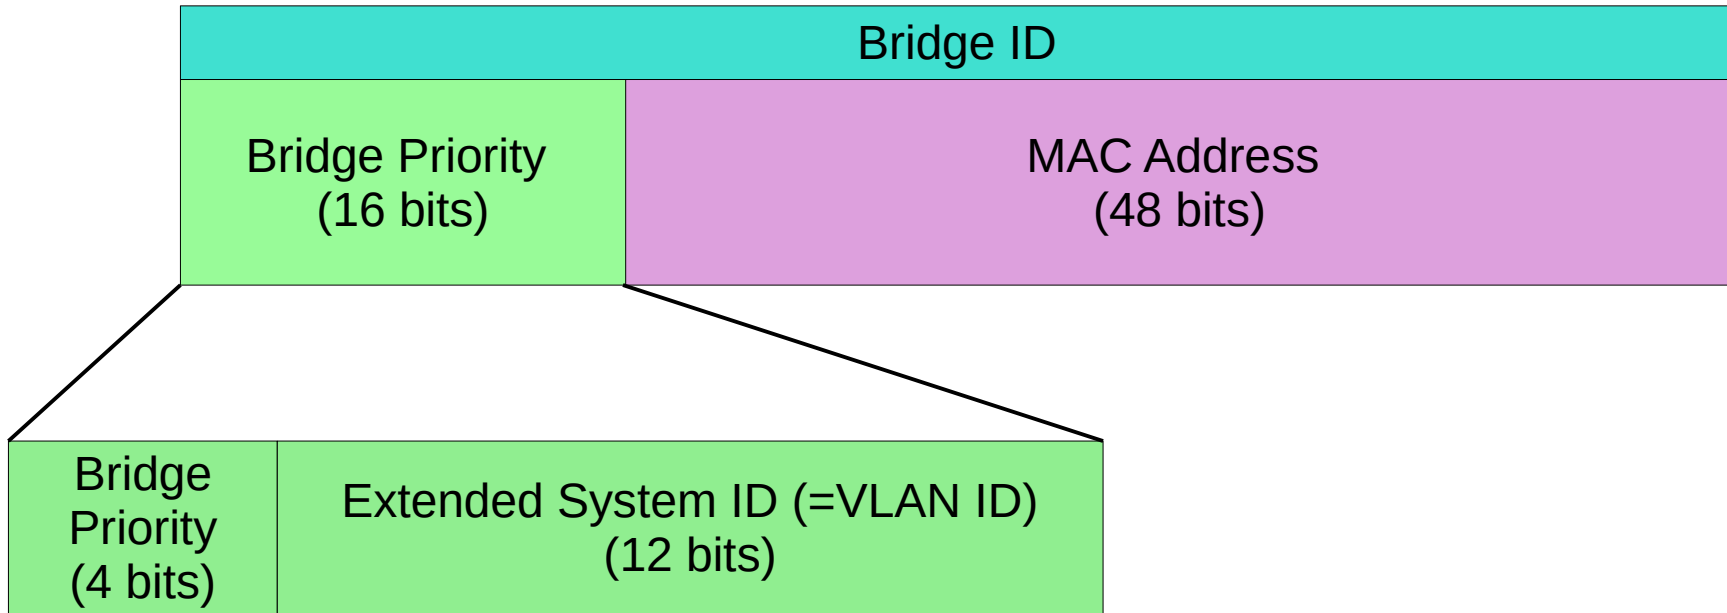 Bridge ID
Bridge Priority
(16 bits)
MAC Address
(48 bits)
Bridge
Priority
(4 bits)
Extended System ID (=VLAN ID)
(12 bits)